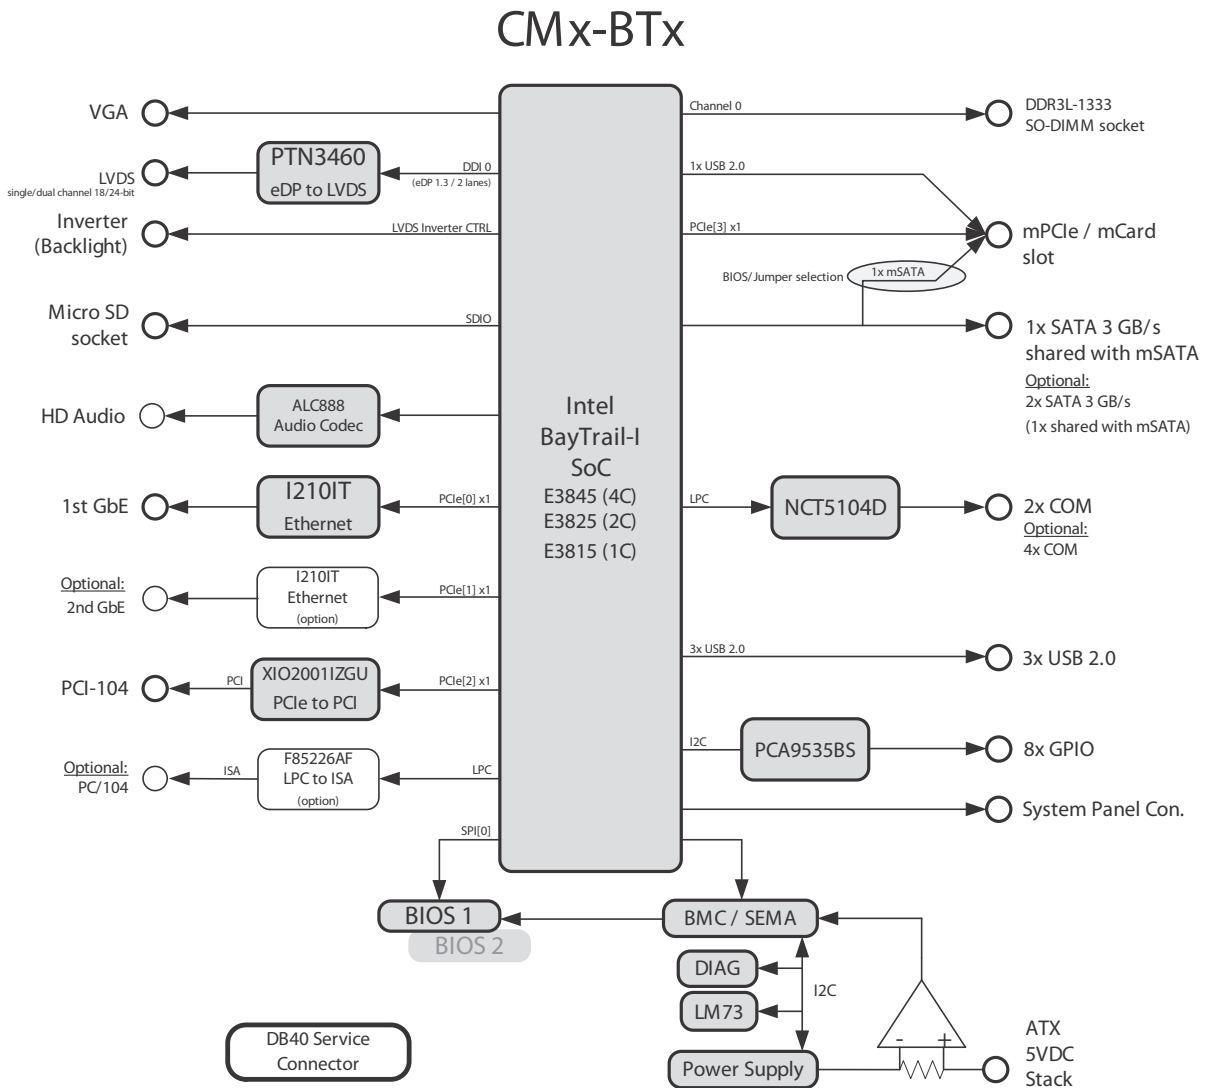 CMx-BTx
VGA
LVDS
single/dual channel 18/24-bit
PTN3460
eDP to LVDS
DDI 0
(eDP 1.3 / 2 lanes)
Inverter
(Backlight)
LVDS Inverter CTRL
Micro SD
socket
SDIO
HD Audio
ALC888
Audio Codec
1st GbE
I210IT
Ethernet
PCIe[0] x1
Optional:
2nd GbE
I210IT
Ethernet
(option)
PCIe[1] x1
PCI-104
PCI
XIO2001IZGU
PCIe to PCI
PCIe[2] x1
Optional:
PC/104
ISA
F85226AF
LPC to ISA
(option)
LPC
SPI[0]
Intel
BayTrail-I
SoC
E3845 (4C)
E3825 (2C)
E3815 (1C)
Channel 0
DDR3L-1333
SO-DIMM socket
1x USB 2.0
PCIe[3] x1
mPCIe / mCard
slot
BIOS/Jumper selection
1x mSATA
1x SATA 3 GB/s
shared with mSATA
Optional:
2x SATA 3 GB/s
(1x shared with mSATA)
LPC
NCT5104D
2x COM
Optional:
4x COM
3x USB 2.0
3x USB 2.0
I2C
PCA9535BS
8x GPIO
System Panel Con.
BIOS 1
BIOS 2
BMC / SEMA
DIAG
LM73
I2C
Power Supply
- +
ATX
5VDC
Stack
DB40 Service
Connector